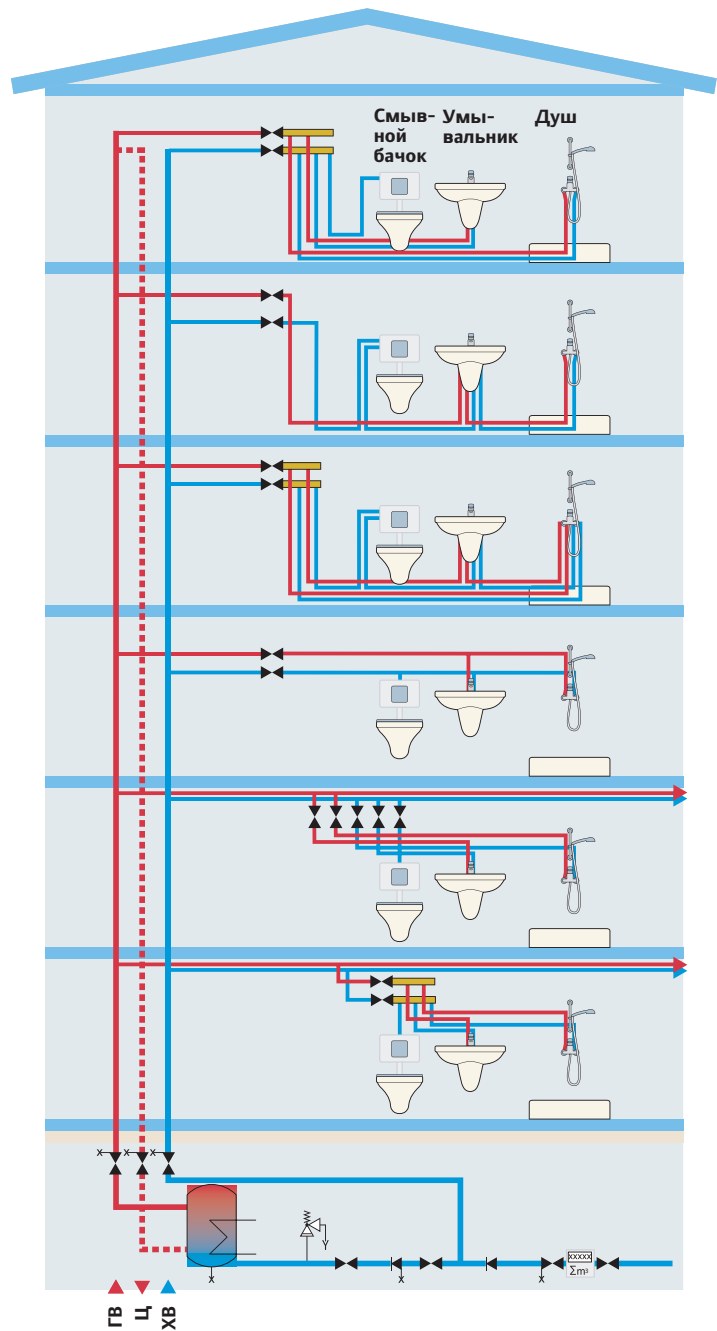 Смыв-
ной
бачок
Умы-
вальник
Душ
xxxxx
Σm³
x
x
x
x
x
x
ГВ
Ц
ХВ